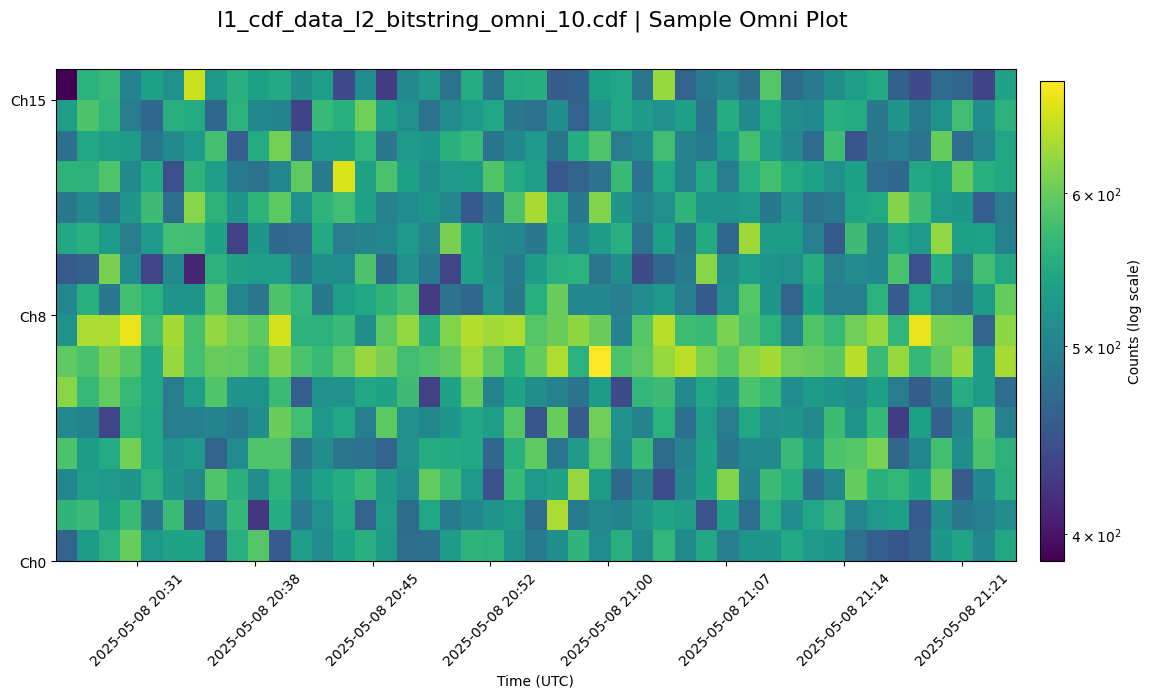 l1_cdf_data_l2_bitstring_omni_10.cdf | Sample Omni Plot
Ch15
Ch8
Ch0
6 × 10²
5 × 10²
4 × 10²
Counts (log scale)
2025-05-08 20:31
2025-05-08 20:38
2025-05-08 20:45
2025-05-08 20:52
2025-05-08 21:00
2025-05-08 21:07
2025-05-08 21:14
2025-05-08 21:21
Time (UTC)